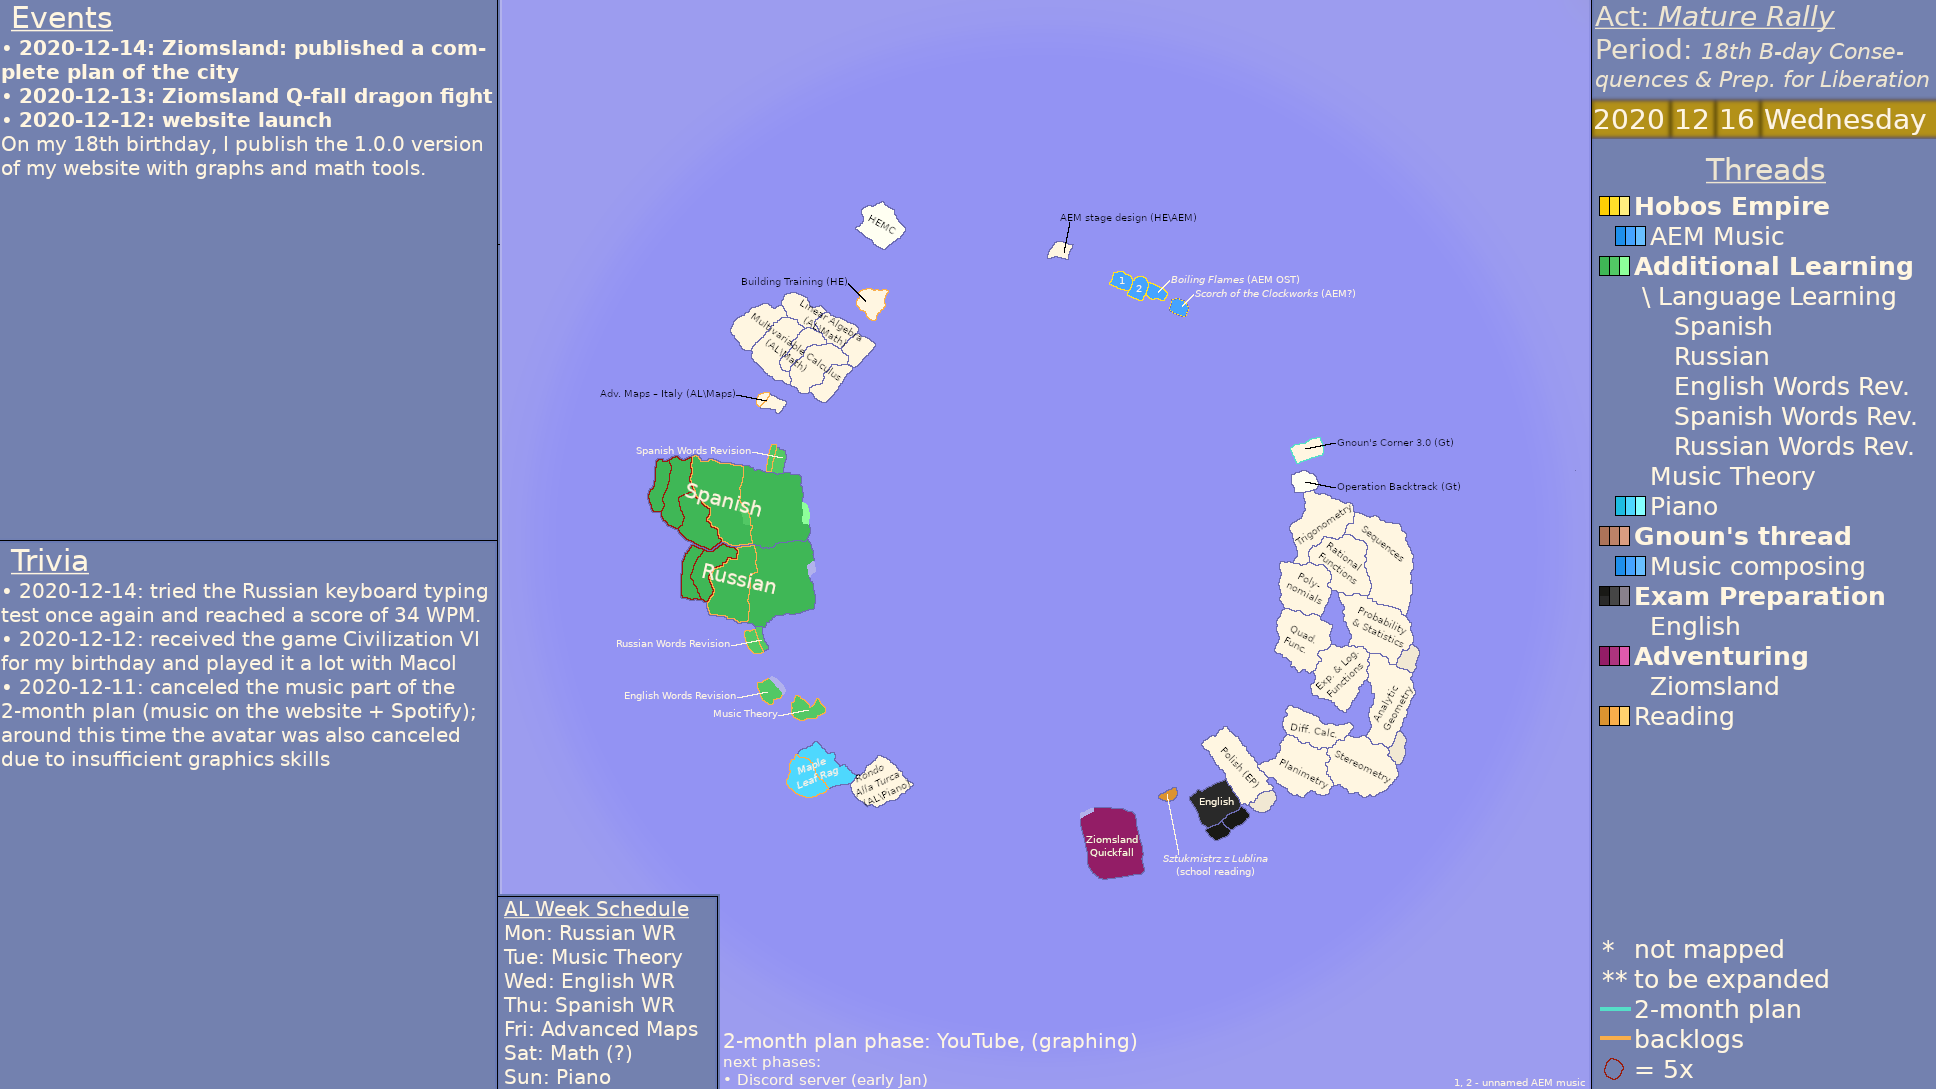 Events
• 2020-12-14: Ziomsland: published a com-
plete plan of the city
• 2020-12-13: Ziomsland Q-fall dragon fight
• 2020-12-12: website launch
On my 18th birthday, I publish the 1.0.0 version
of my website with graphs and math tools.
Trivia
• 2020-12-14: tried the Russian keyboard typing
test once again and reached a score of 34 WPM.
• 2020-12-12: received the game Civilization VI
for my birthday and played it a lot with Macol
• 2020-12-11: canceled the music part of the
2-month plan (music on the website + Spotify);
around this time the avatar was also canceled
due to insufficient graphics skills
HEMC
AEM stage design (HE\AEM)
Building Training (HE)
1
2
Boiling Flames (AEM OST)
Scorch of the Clockworks (AEM?)
Linear Algebra
(AL\Math)
Multivariable Calculus
(AL\Math)
Adv. Maps – Italy (AL\Maps)
Spanish Words Revision
Spanish
Russian
Russian Words Revision
English Words Revision
Music Theory
Maple
Leaf Rag
Rondo
Alla Turca
(AL\Piano)
Gnoun's Corner 3.0 (Gt)
Operation Backtrack (Gt)
Trigonometry
Sequences
Rational
Functions
Poly-
nomials
Probability
& Statistics
Quad.
Func.
Exp. & Log.
Functions
Analytic
Geometry
Diff. Calc.
Stereometry
Planimetry
Polish (EP)
English
Ziomsland
Quickfall
Sztukmistrz z Lublina
(school reading)
AL Week Schedule
Mon: Russian WR
Tue: Music Theory
Wed: English WR
Thu: Spanish WR
Fri: Advanced Maps
Sat: Math (?)
Sun: Piano
2-month plan phase: YouTube, (graphing)
next phases:
• Discord server (early Jan)
1, 2 - unnamed AEM music
Act: Mature Rally
Period: 18th B-day Conse-
quences & Prep. for Liberation
2020 12 16 Wednesday
Threads
Hobos Empire
AEM Music
Additional Learning
\ Language Learning
Spanish
Russian
English Words Rev.
Spanish Words Rev.
Russian Words Rev.
Music Theory
Piano
Gnoun's thread
Music composing
Exam Preparation
English
Adventuring
Ziomsland
Reading
* not mapped
** to be expanded
2-month plan
backlogs
= 5x